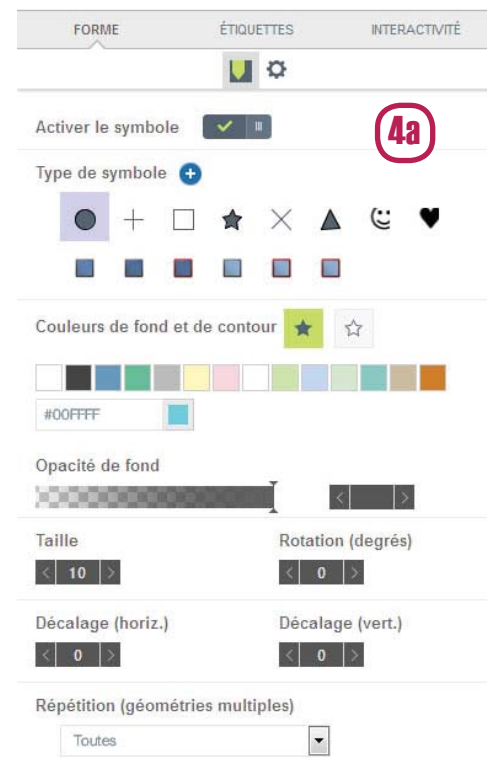 FORME ÉTIQUETTES INTERACTIVITÉ
Activer le symbole
4a
Type de symbole
Couleurs de fond et de contour
#00FFFF
Opacité de fond
Taille Rotation (degrés)
< 10 > < 0 >
Décalage (horiz.) Décalage (vert.)
< 0 > < 0 >
Répétition (géométries multiples)
Toutes